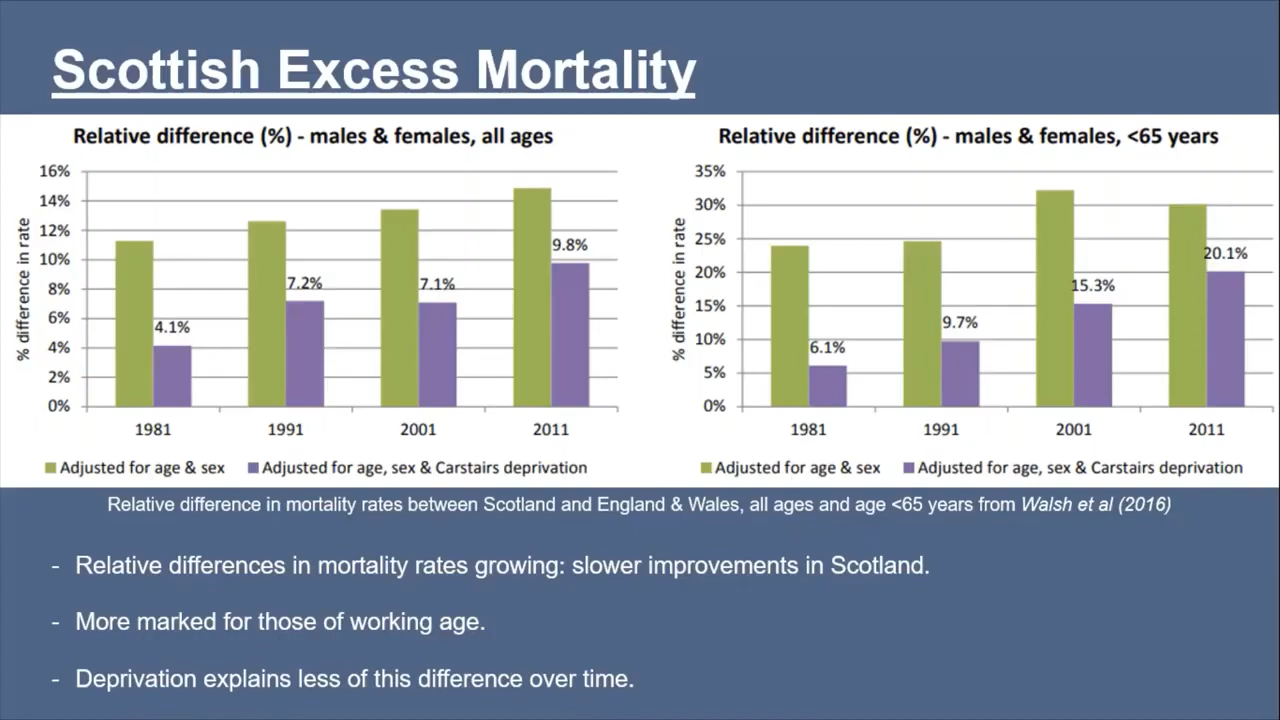 Scottish Excess Mortality
Relative difference (%) - males & females, all ages
% difference in rate
16%
14%
12%
10%
8%
6%
4%
2%
0%
4.1%
7.2%
7.1%
9.8%
1981
1991
2001
2011
Adjusted for age & sex
Adjusted for age, sex & Carstairs deprivation
Relative difference (%) - males & females, <65 years
% difference in rate
35%
30%
25%
20%
15%
10%
5%
0%
6.1%
9.7%
15.3%
20.1%
1981
1991
2001
2011
Adjusted for age & sex
Adjusted for age, sex & Carstairs deprivation
Relative difference in mortality rates between Scotland and England & Wales, all ages and age <65 years from Walsh et al (2016)
- Relative differences in mortality rates growing: slower improvements in Scotland.
- More marked for those of working age.
- Deprivation explains less of this difference over time.